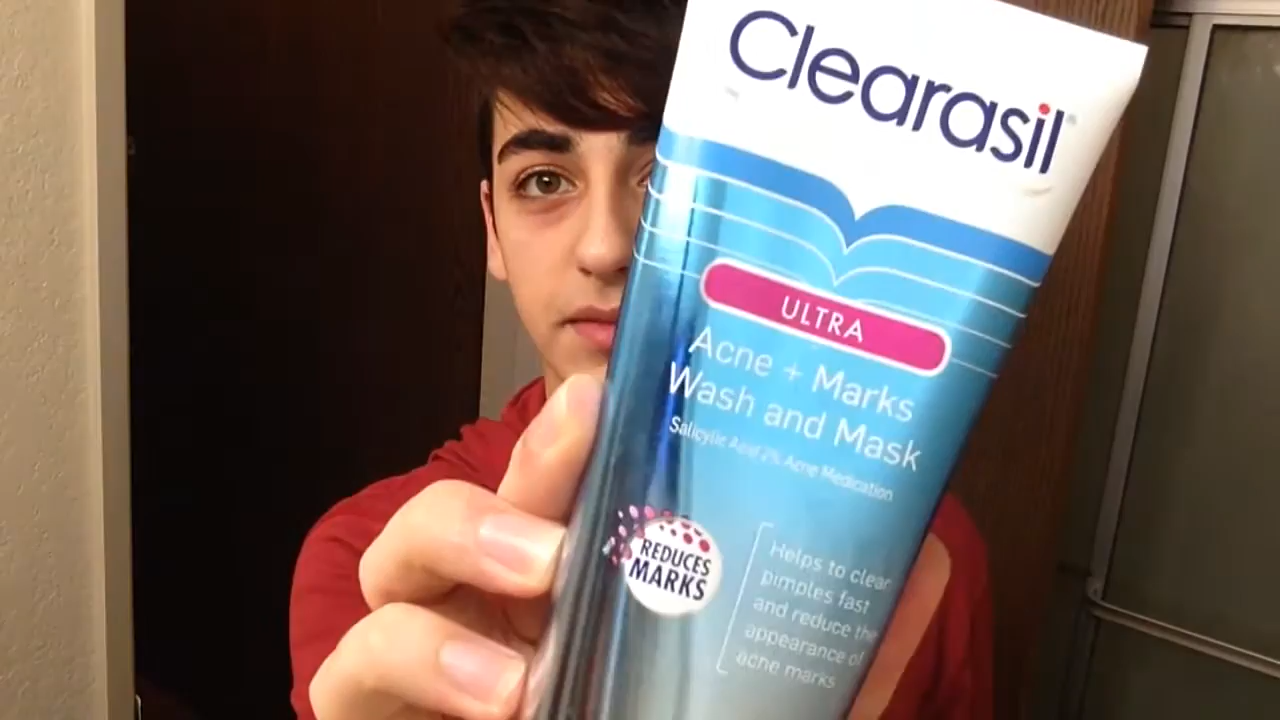 Clearasil
ULTRA
Acne + Marks
Wash and Mask
Salicylic Acid 2% Acne Medication
REDUCES
MARKS
Helps to clear
pimples fast
and reduce the
appearance of
acne marks